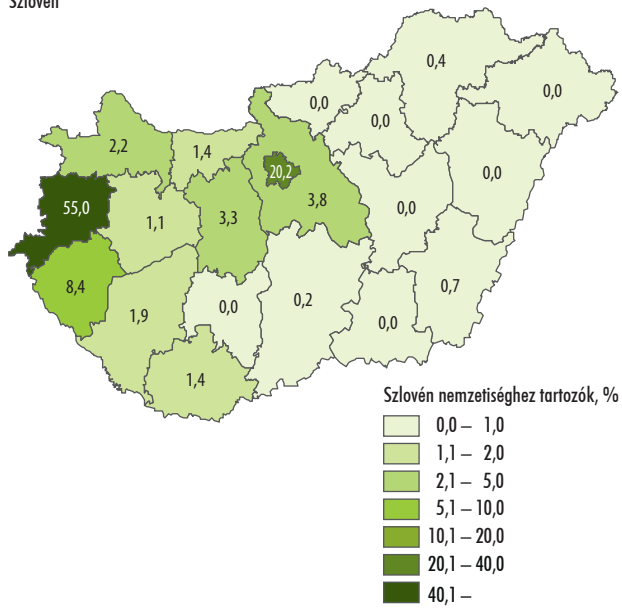 Szlovén
0,4
0,0
0,0
0,0
2,2
1,4
20,2
0,0
55,0
1,1
3,3
3,8
0,0
8,4
0,7
1,9
0,0
0,2
0,0
1,4
Szlovén nemzetiséghez tartozók, %
0,0 – 1,0
1,1 – 2,0
2,1 – 5,0
5,1 – 10,0
10,1 – 20,0
20,1 – 40,0
40,1 –